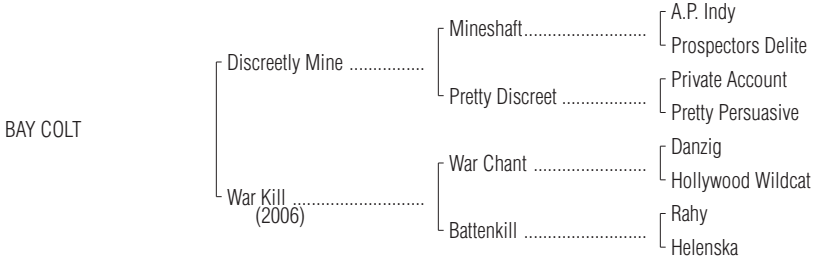 A.P. Indy
Mineshaft..........................
Prospectors Delite
Discreetly Mine ................
Private Account
Pretty Discreet ..................
Pretty Persuasive
BAY COLT
Danzig
War Chant ........................
Hollywood Wildcat
War Kill ............................
(2006)
Rahy
Battenkill ..........................
Helenska